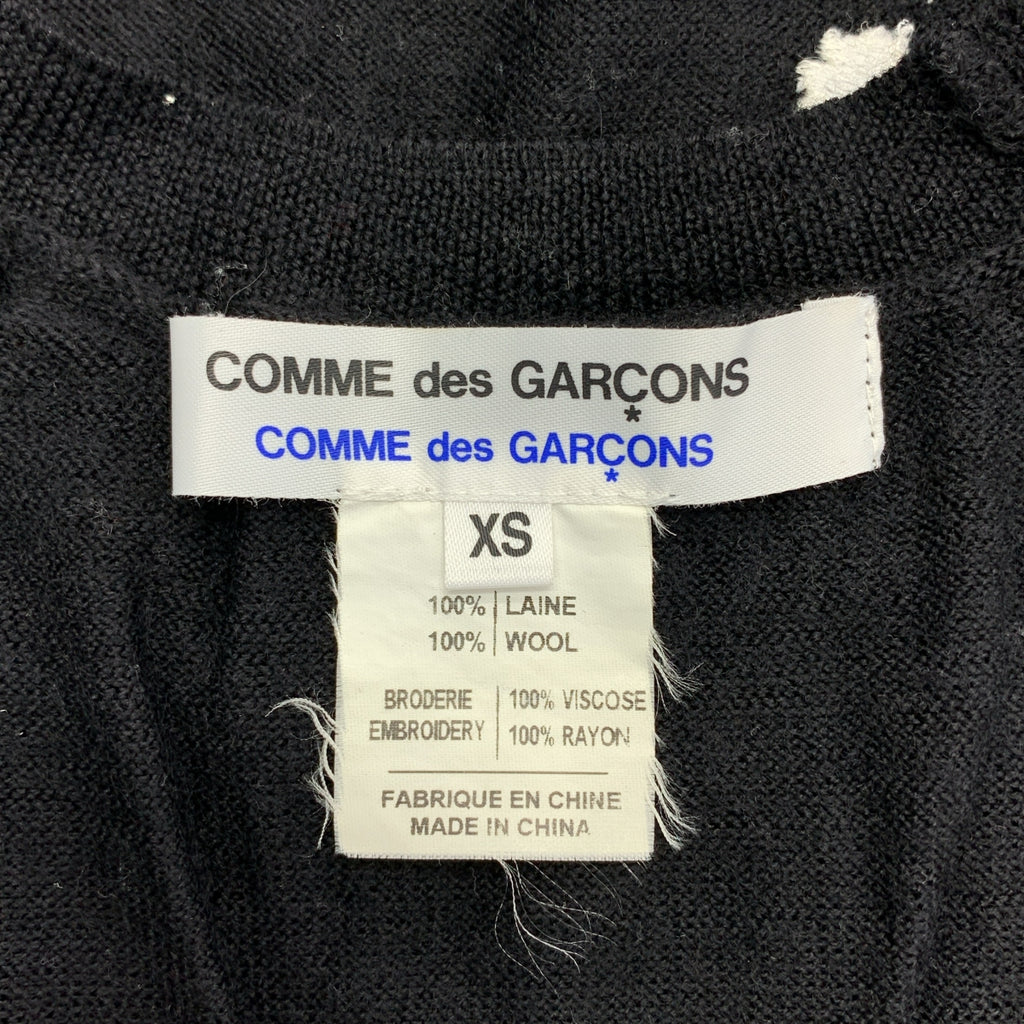 COMME des GARÇONS
*
COMME des GARÇONS
*
XS
100% | LAINE
100% | WOOL
BRODERIE | 100% VISCOSE
EMBROIDERY | 100% RAYON
FABRIQUE EN CHINE
MADE IN CHINA